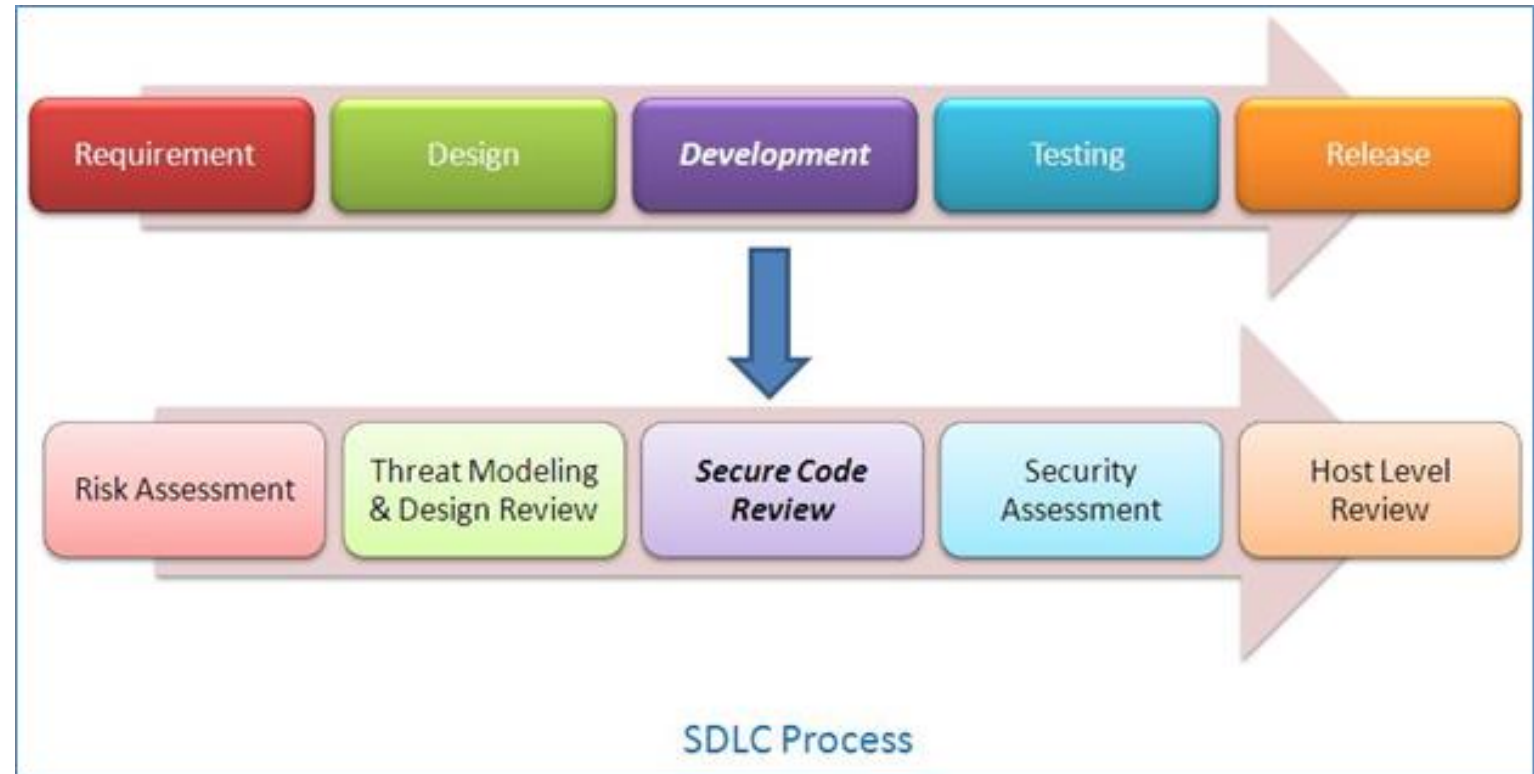 Requirement
Design
Development
Testing
Release
Risk Assessment
Threat Modeling
& Design Review
Secure Code
Review
Security
Assessment
Host Level
Review
SDLC Process